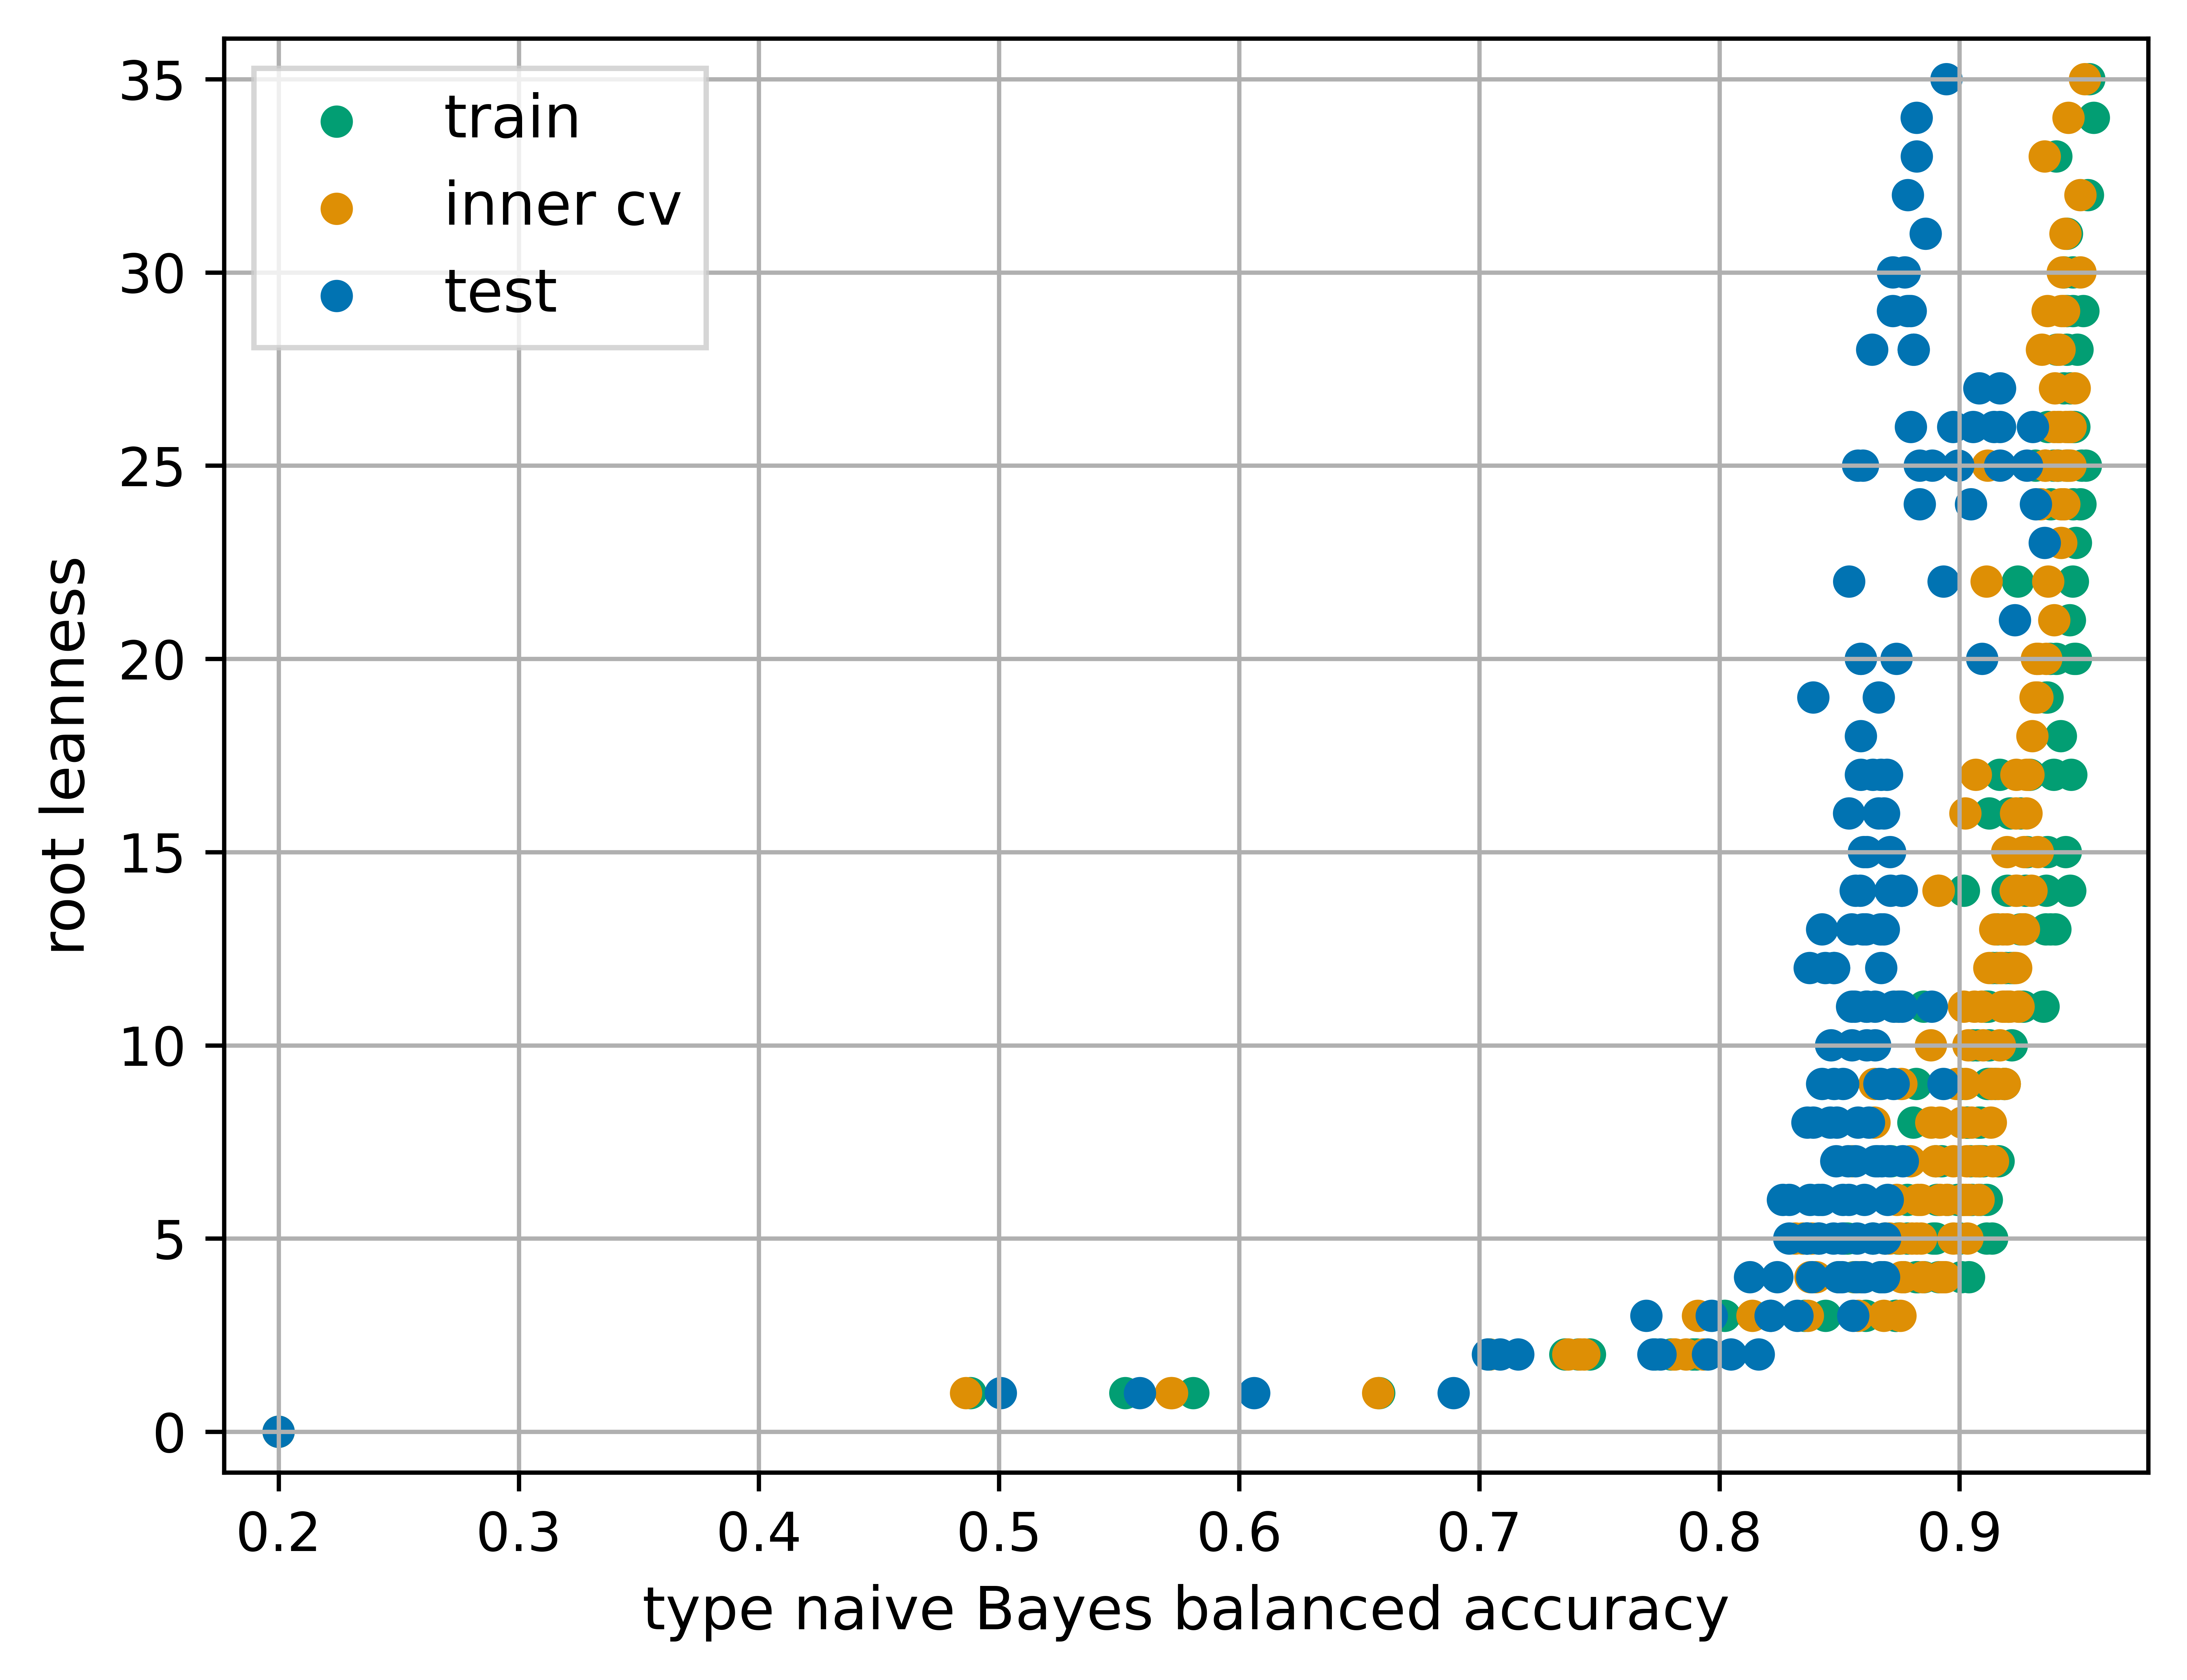 35
30
25
20
15
10
5
0
root leanness
train
inner cv
test
0.2 0.3 0.4 0.5 0.6 0.7 0.8 0.9
type naive Bayes balanced accuracy